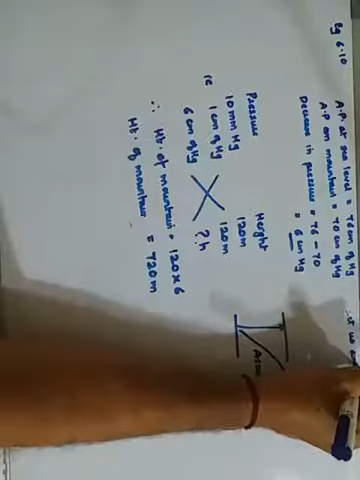 Eg 6.10
A.P. at sea level = 76 cm of Hg
A.P on mountain = 70 cm of Hg
Decrease in pressure = 76 - 70
= 6 cm Hg
Pressure Height
10 mm Hg 120m
ie 1 cm of Hg 120m
6 cm of Hg ? h
∴ Ht. of mountain = 120 x 6
Ht. of mountain = 720 m